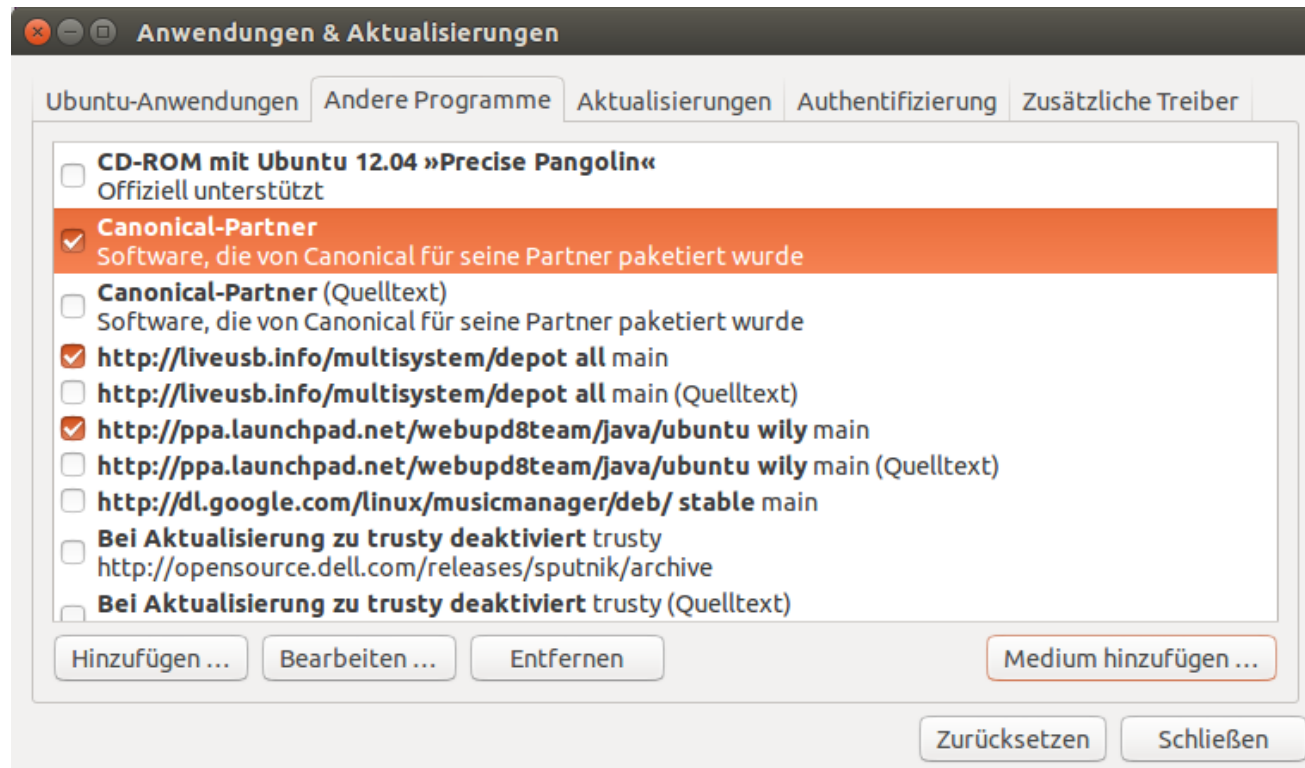 Anwendungen & Aktualisierungen
Ubuntu-Anwendungen Andere Programme Aktualisierungen Authentifizierung Zusätzliche Treiber
CD-ROM mit Ubuntu 12.04 »Precise Pangolin«
Offiziell unterstützt
Canonical-Partner
Software, die von Canonical für seine Partner paketiert wurde
Canonical-Partner (Quelltext)
Software, die von Canonical für seine Partner paketiert wurde
http://liveusb.info/multisystem/depot all main
http://liveusb.info/multisystem/depot all main (Quelltext)
http://ppa.launchpad.net/webupd8team/java/ubuntu wily main
http://ppa.launchpad.net/webupd8team/java/ubuntu wily main (Quelltext)
http://dl.google.com/linux/musicmanager/deb/ stable main
Bei Aktualisierung zu trusty deaktiviert trusty
http://opensource.dell.com/releases/sputnik/archive
Bei Aktualisierung zu trusty deaktiviert trusty (Quelltext)
Hinzufügen ... Bearbeiten ... Entfernen Medium hinzufügen ...
Zurücksetzen Schließen